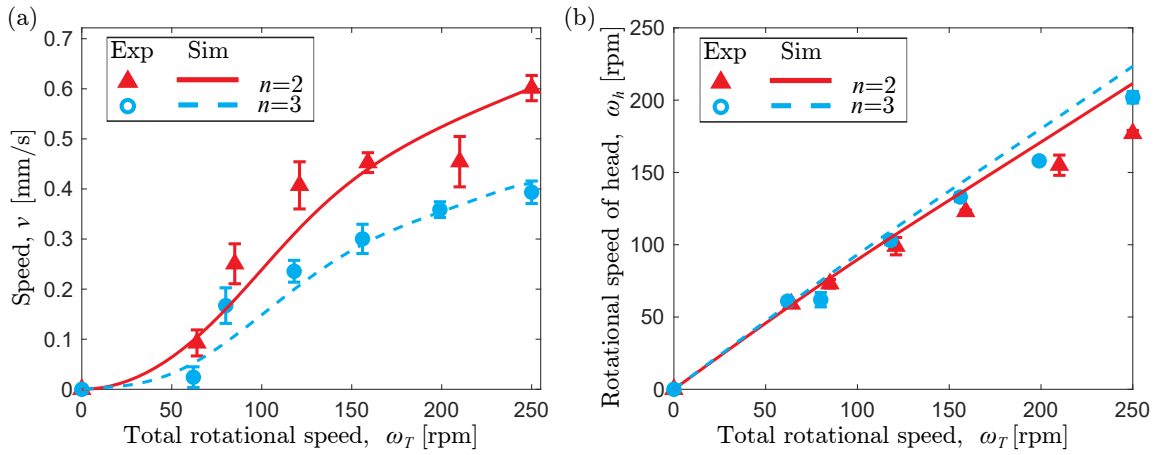 (a)
Speed, v [mm/s]
0.7
0.6
0.5
0.4
0.3
0.2
0.1
0
Exp Sim
n=2
n=3
0 50 100 150 200 250
Total rotational speed, ω_T [rpm]
(b)
Rotational speed of head, ω_h [rpm]
250
200
150
100
50
0
Exp Sim
n=2
n=3
0 50 100 150 200 250
Total rotational speed, ω_T [rpm]